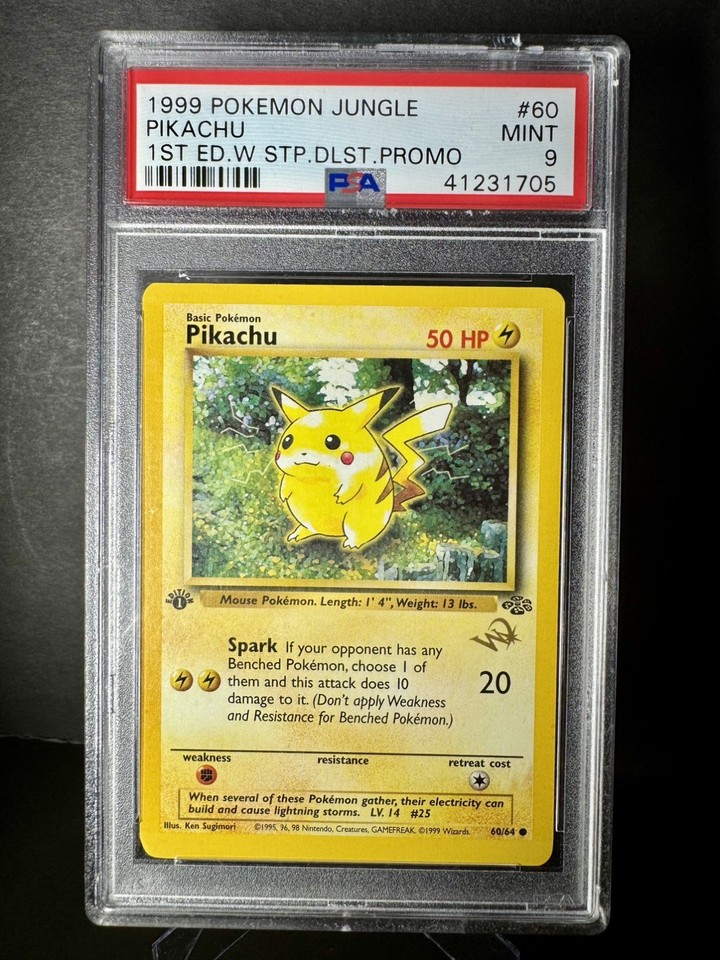 1999 POKEMON JUNGLE #60
PIKACHU MINT
1ST ED.W STP.DLST.PROMO 9
PSA 41231705
Basic Pokémon
Pikachu 50 HP
EDITION 1
Mouse Pokémon. Length: 1' 4", Weight: 13 lbs.
W
Spark If your opponent has any
Benched Pokémon, choose 1 of
them and this attack does 10
damage to it. (Don't apply Weakness
and Resistance for Benched Pokémon.)
20
weakness resistance retreat cost
When several of these Pokémon gather, their electricity can
build and cause lightning storms. LV. 14 #25
Illus. Ken Sugimori ©1995, 96, 98 Nintendo, Creatures, GAMEFREAK. ©1999 Wizards. 60/64
PSA